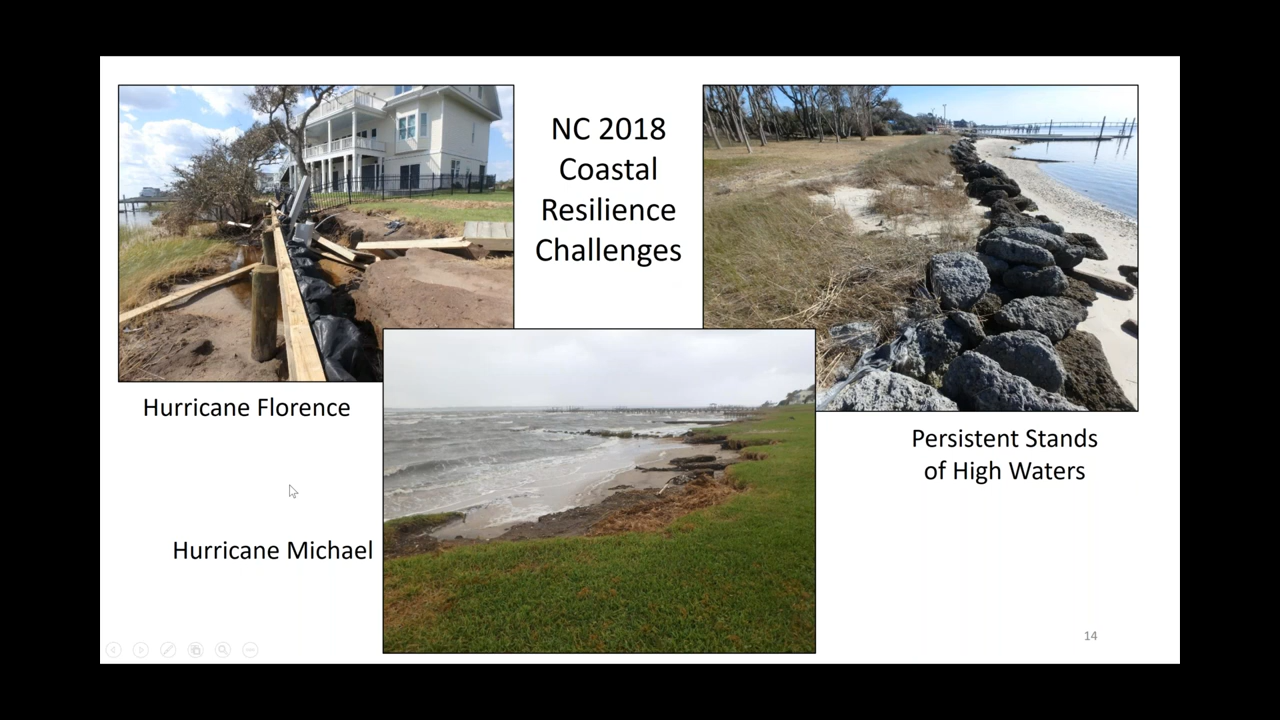 NC 2018
Coastal
Resilience
Challenges
Hurricane Florence
Persistent Stands
of High Waters
Hurricane Michael
14